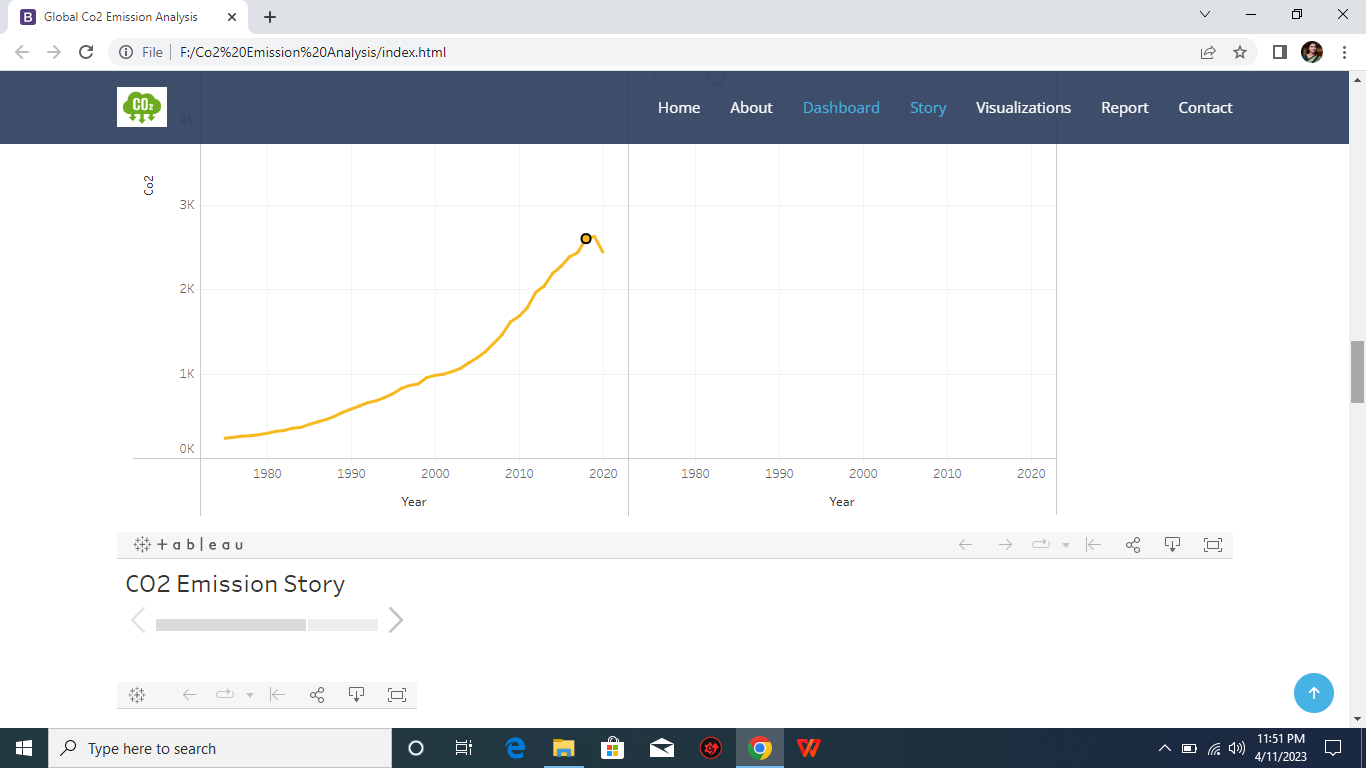 Global Co2 Emission Analysis
File F:/Co2%20Emission%20Analysis/index.html
CO2
Home About Dashboard Story Visualizations Report Contact
4K
Co2
3K
2K
1K
0K
1980 1990 2000 2010 2020 1980 1990 2000 2010 2020
Year Year
+ a b l e a u
CO2 Emission Story
Type here to search
11:51 PM
4/11/2023